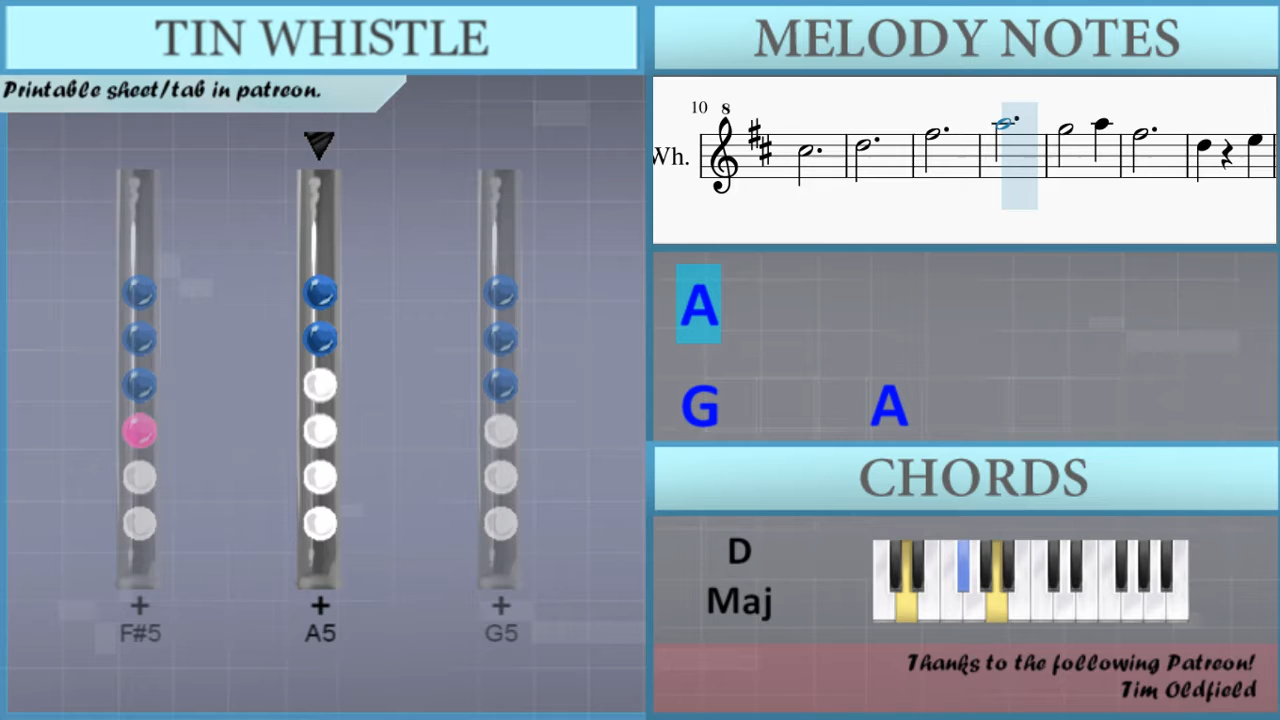 TIN WHISTLE
Printable sheet/tab in patreon.
+ + +
F#5 A5 G5
MELODY NOTES
10 8
Wh.
A
G A
CHORDS
D
Maj
Thanks to the following Patreon!
Tim Oldfield